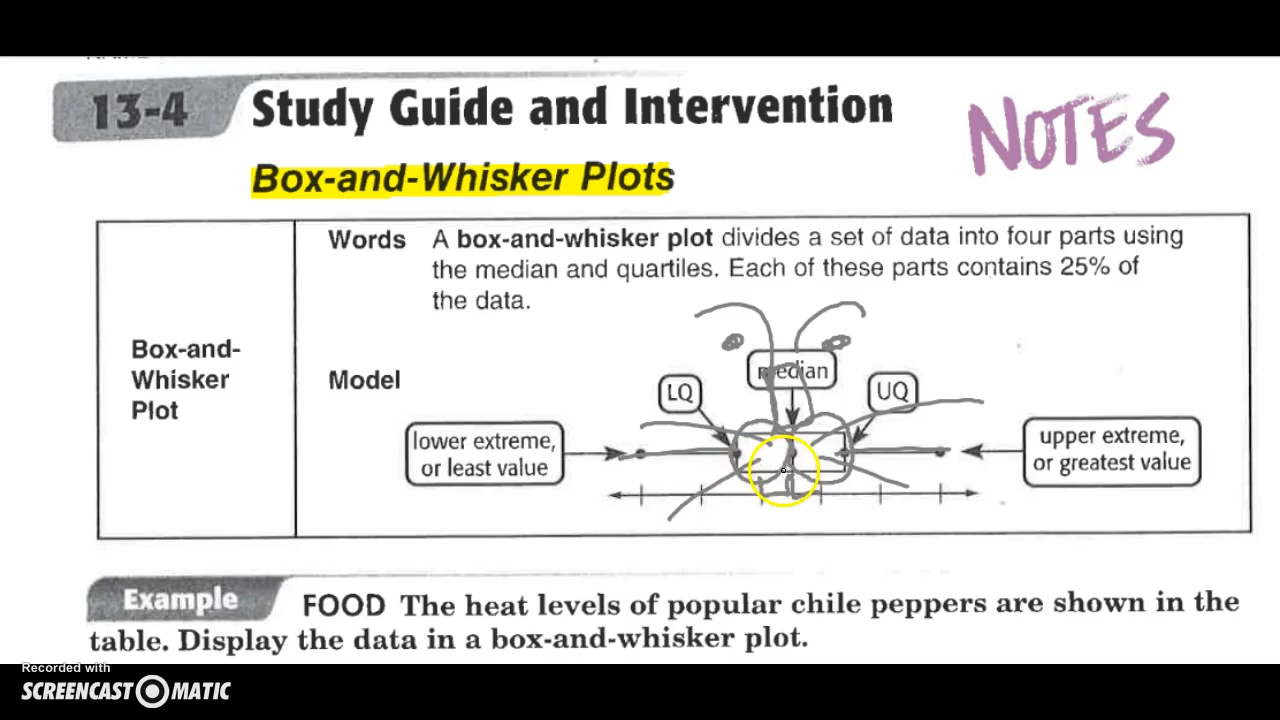 13-4 Study Guide and Intervention
NOTES
Box-and-Whisker Plots
Words A box-and-whisker plot divides a set of data into four parts using
the median and quartiles. Each of these parts contains 25% of
the data.
Box-and-
Whisker
Plot
Model
median
LQ
UQ
lower extreme,
or least value
upper extreme,
or greatest value
Example FOOD The heat levels of popular chile peppers are shown in the
table. Display the data in a box-and-whisker plot.
Recorded with
SCREENCAST MATIC